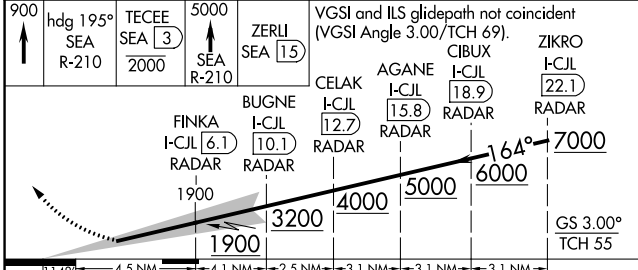 900
hdg 195°
SEA
R-210
TECEE
SEA 3
2000
5000
SEA
R-210
ZERLI
SEA 15
VGSI and ILS glidepath not coincident
(VGSI Angle 3.00/TCH 69).
ZIKRO
I-CJL
22.1
RADAR
CIBUX
I-CJL
18.9
RADAR
AGANE
I-CJL
15.8
RADAR
CELAK
I-CJL
12.7
RADAR
BUGNE
I-CJL
10.1
RADAR
FINKA
I-CJL 6.1
RADAR
1900
164°
7000
6000
5000
4000
3200
1900
GS 3.00°
TCH 55
4.5 NM
4.1 NM
2.5 NM
3.1 NM
3.1 NM
3.1 NM